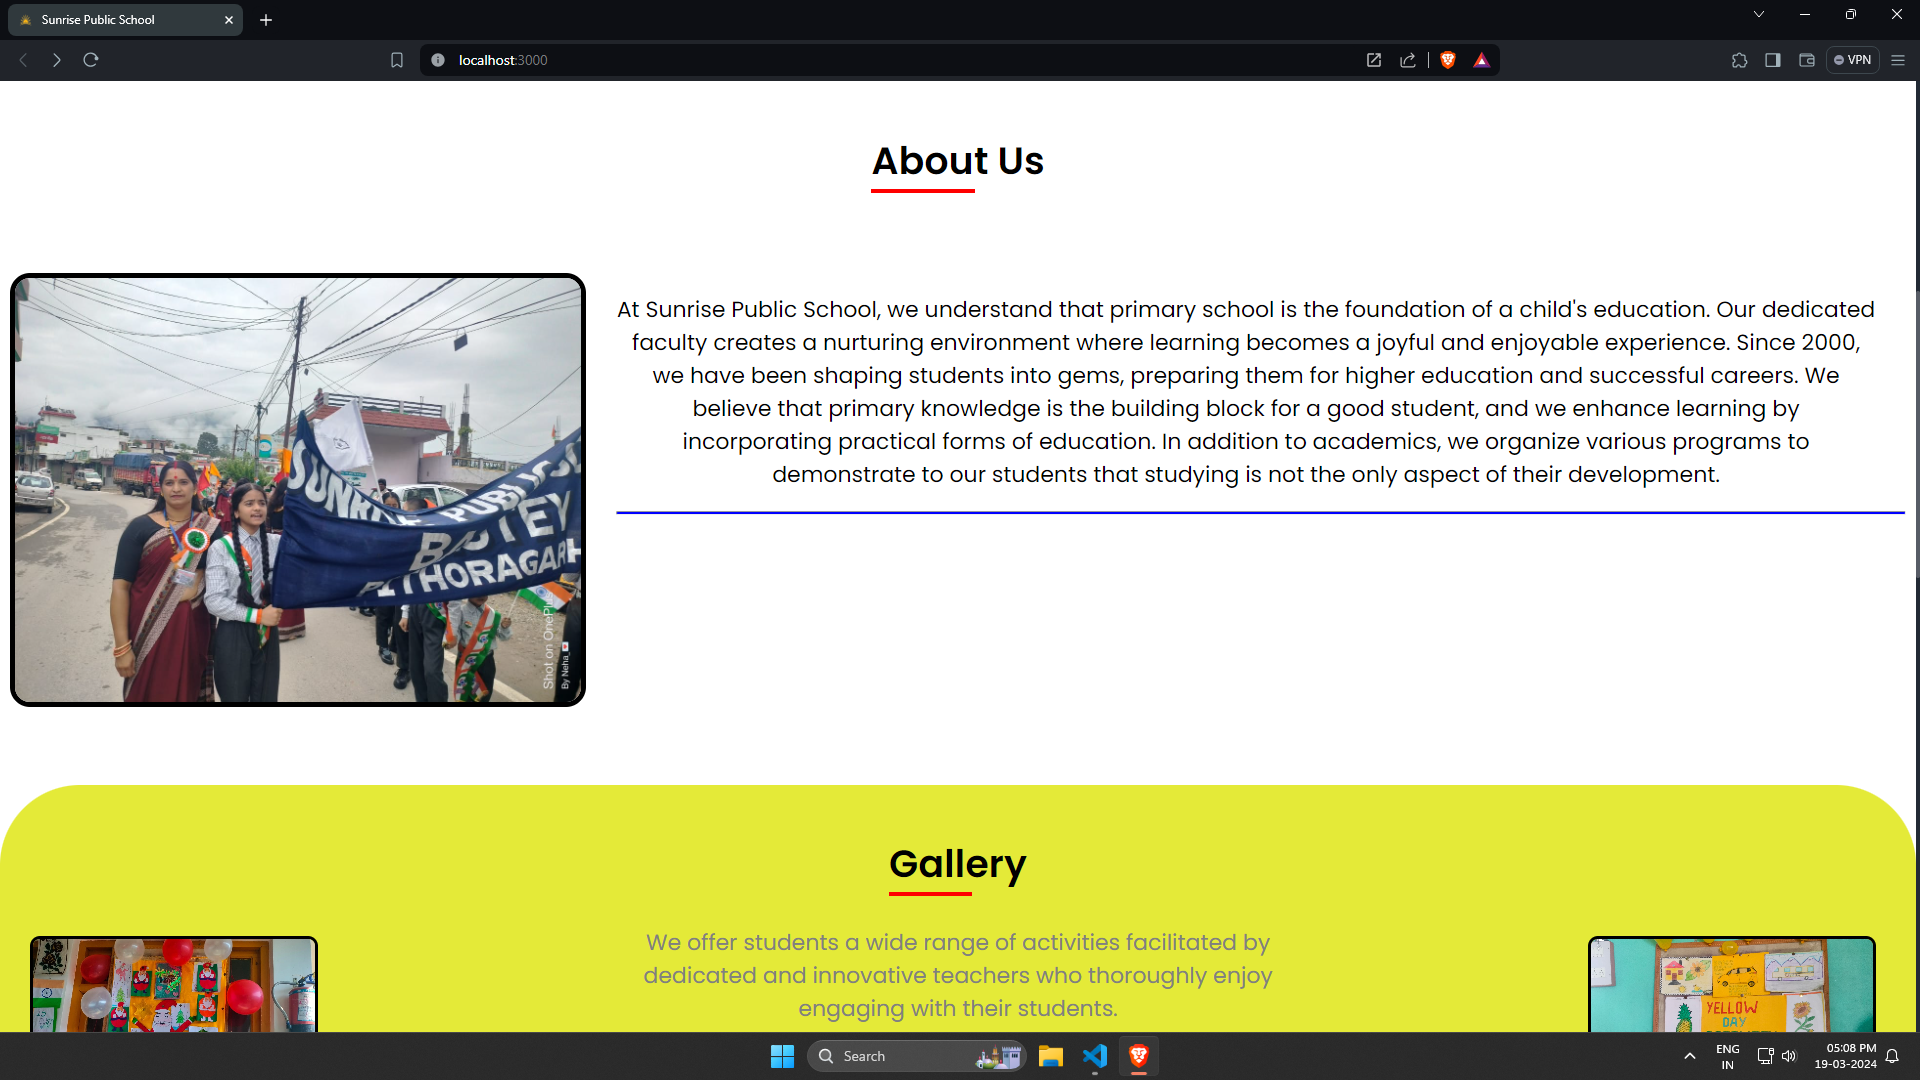 Sunrise Public School
localhost:3000
VPN
About Us
At Sunrise Public School, we understand that primary school is the foundation of a child's education. Our dedicated
faculty creates a nurturing environment where learning becomes a joyful and enjoyable experience. Since 2000,
we have been shaping students into gems, preparing them for higher education and successful careers. We
believe that primary knowledge is the building block for a good student, and we enhance learning by
incorporating practical forms of education. In addition to academics, we organize various programs to
demonstrate to our students that studying is not the only aspect of their development.
SUNRISE PUBLIC
PITHORAGARH
Shot on OnePlus
By Neha
Gallery
We offer students a wide range of activities facilitated by
dedicated and innovative teachers who thoroughly enjoy
engaging with their students.
YELLOW
DAY
Search
ENG
IN
05:08 PM
19-03-2024